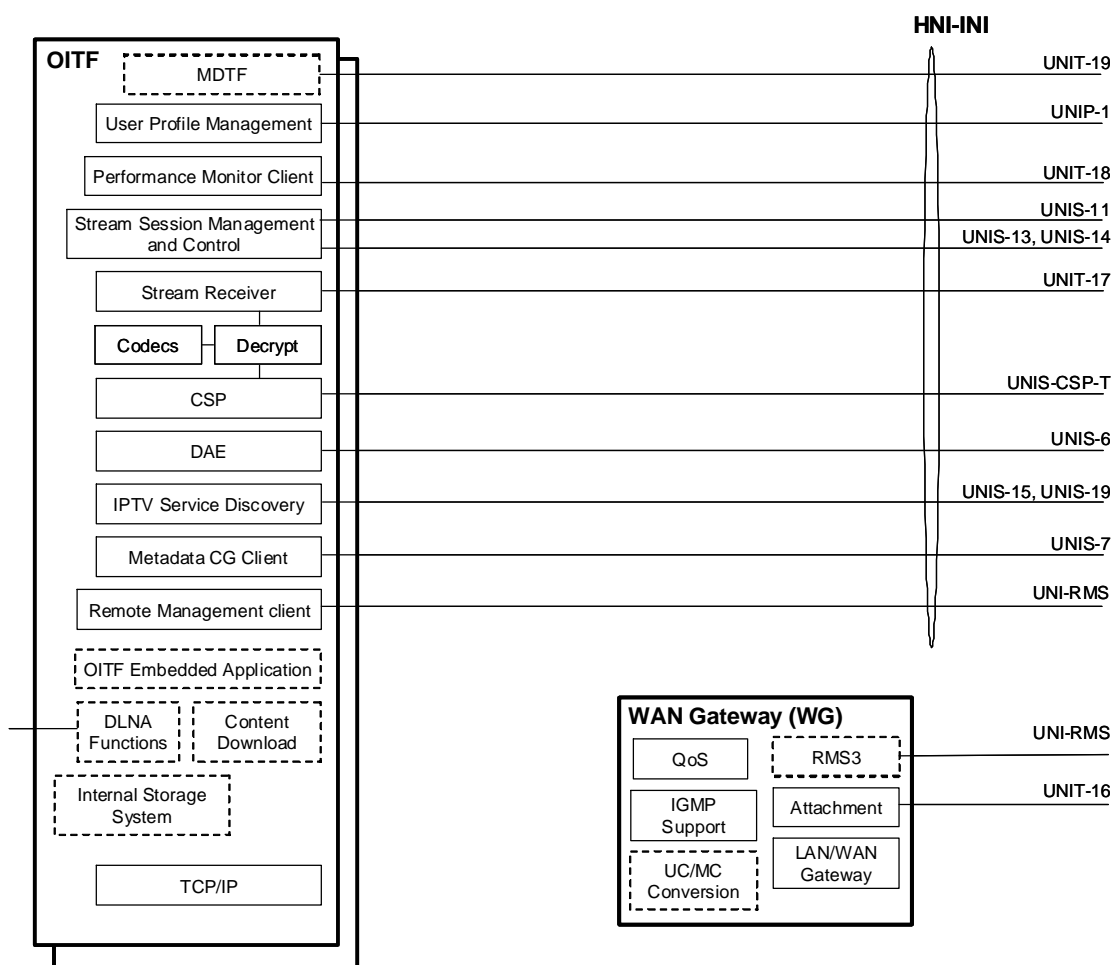 HNI-INI
OITF
MDTF
UNIT-19
User Profile Management
UNIP-1
Performance Monitor Client
UNIT-18
Stream Session Management
and Control
UNIS-11
UNIS-13, UNIS-14
Stream Receiver
UNIT-17
Codecs
Decrypt
CSP
UNIS-CSP-T
DAE
UNIS-6
IPTV Service Discovery
UNIS-15, UNIS-19
Metadata CG Client
UNIS-7
Remote Management client
UNI-RMS
OITF Embedded Application
DLNA
Functions
Content
Download
Internal Storage
System
TCP/IP
WAN Gateway (WG)
QoS
RMS3
UNI-RMS
IGMP
Support
Attachment
UNIT-16
UC/MC
Conversion
LAN/WAN
Gateway